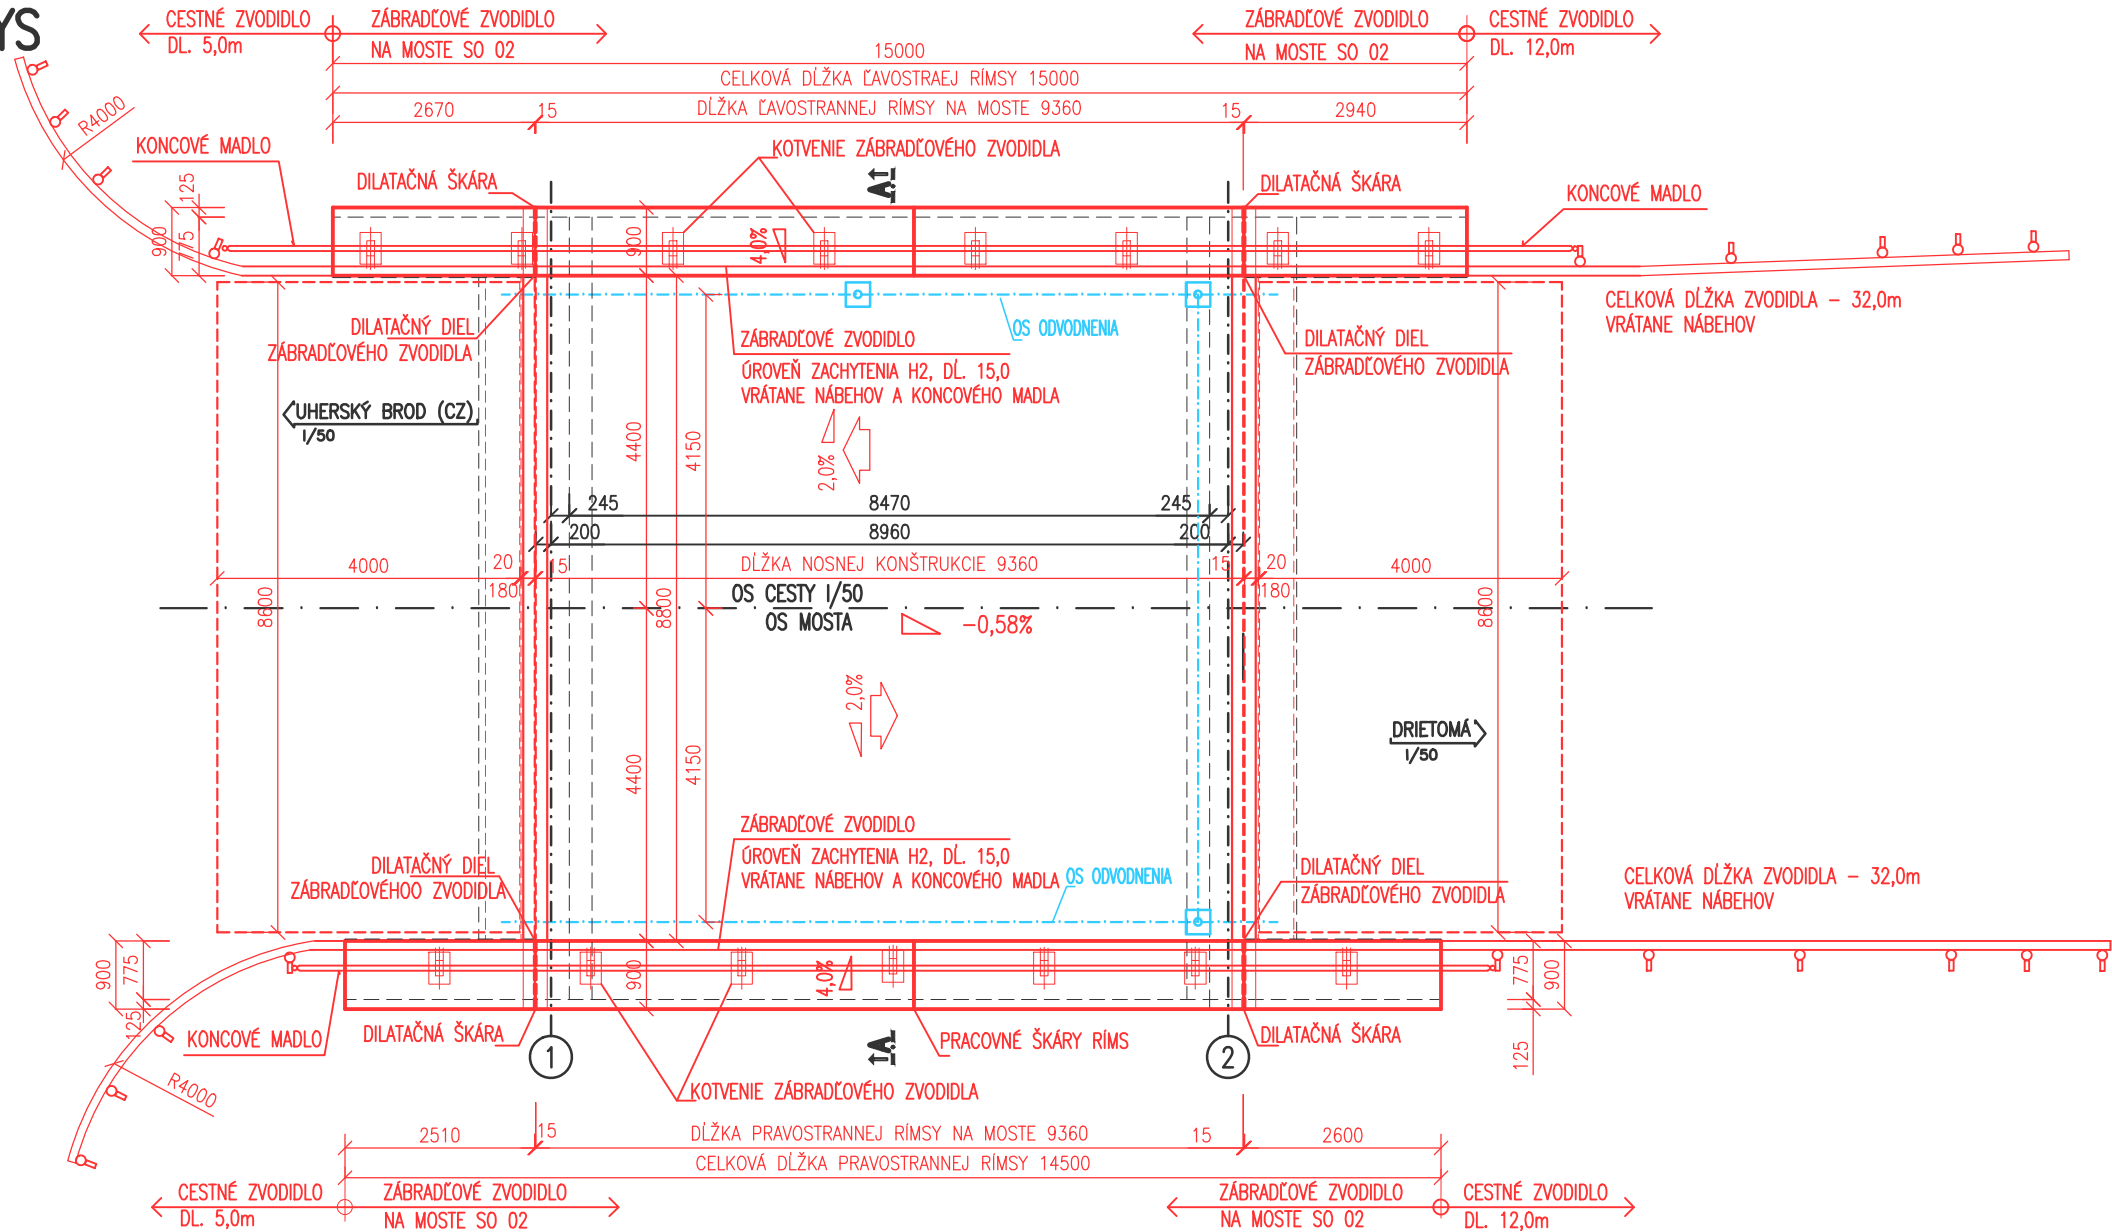 YS
CESTNÉ ZVODIDLO
DL. 5,0m
ZÁBRADĽOVÉ ZVODIDLO
NA MOSTE SO 02
ZÁBRADĽOVÉ ZVODIDLO
NA MOSTE SO 02
CESTNÉ ZVODIDLO
DL. 12,0m
15000
CELKOVÁ DĹŽKA ĽAVOSTRAEJ RÍMSY 15000
2670
15
DĹŽKA ĽAVOSTRANNEJ RÍMSY NA MOSTE 9360
15
2940
R4000
KONCOVÉ MADLO
KOTVENIE ZÁBRADĽOVÉHO ZVODIDLA
DILATAČNÁ ŠKÁRA
A1
DILATAČNÁ ŠKÁRA
KONCOVÉ MADLO
125
900
775
900
4,0%
CELKOVÁ DĹŽKA ZVODIDLA - 32,0m
VRÁTANE NÁBEHOV
DILATAČNÝ DIEL
ZÁBRADĽOVÉHO ZVODIDLA
ZÁBRADĽOVÉ ZVODIDLO
ÚROVEŇ ZACHYTENIA H2, DĹ. 15,0
VRÁTANE NÁBEHOV A KONCOVÉHO MADLA
OS ODVODNENIA
DILATAČNÝ DIEL
ZÁBRADĽOVÉHO ZVODIDLA
UHERSKÝ BROD (CZ)
I/50
4400
4150
2,0%
245
8470
245
200
8960
200
4000
20
15
DĹŽKA NOSNEJ KONŠTRUKCIE 9360
15
20
4000
180
180
8600
8800
8600
OS CESTY I/50
OS MOSTA
-0,58%
2,0%
4400
4150
DRIETOMÁ
I/50
ZÁBRADĽOVÉ ZVODIDLO
ÚROVEŇ ZACHYTENIA H2, DĹ. 15,0
VRÁTANE NÁBEHOV A KONCOVÉHO MADLA
OS ODVODNENIA
DILATAČNÝ DIEL
ZÁBRADĽOVÉHOO ZVODIDLA
DILATAČNÝ DIEL
ZÁBRADĽOVÉHO ZVODIDLA
CELKOVÁ DĹŽKA ZVODIDLA - 32,0m
VRÁTANE NÁBEHOV
900
775
125
900
4,0%
775
900
125
KONCOVÉ MADLO
DILATAČNÁ ŠKÁRA
1
A1
PRACOVNÉ ŠKÁRY RÍMS
2
DILATAČNÁ ŠKÁRA
R4000
KOTVENIE ZÁBRADĽOVÉHO ZVODIDLA
2510
15
DĹŽKA PRAVOSTRANNEJ RÍMSY NA MOSTE 9360
15
2600
CELKOVÁ DĹŽKA PRAVOSTRANNEJ RÍMSY 14500
CESTNÉ ZVODIDLO
DL. 5,0m
ZÁBRADĽOVÉ ZVODIDLO
NA MOSTE SO 02
ZÁBRADĽOVÉ ZVODIDLO
NA MOSTE SO 02
CESTNÉ ZVODIDLO
DL. 12,0m